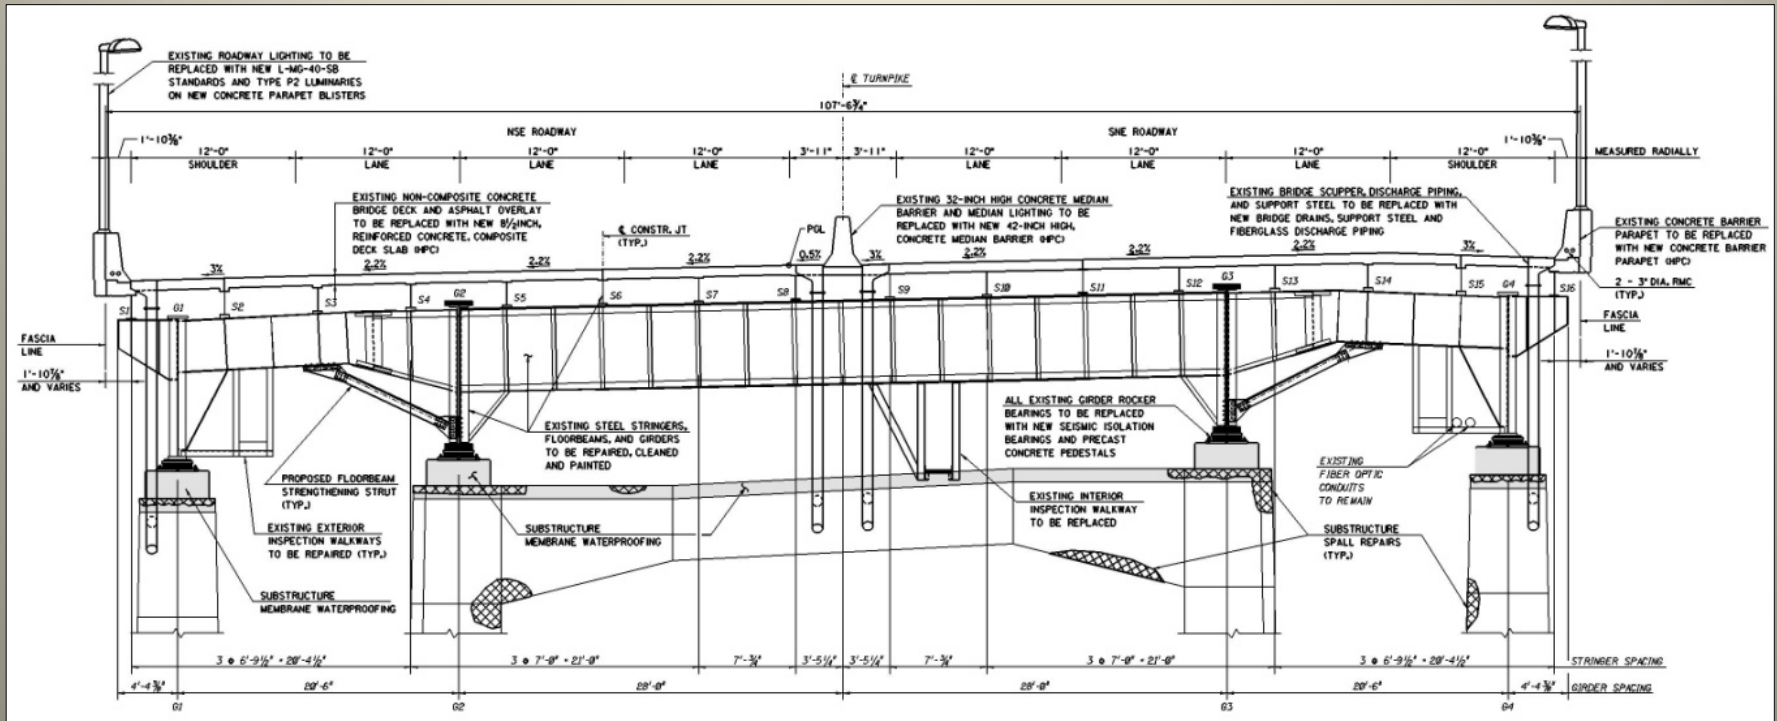 EXISTING ROADWAY LIGHTING TO BE
REPLACED WITH NEW L-MG-40-SB
STANDARDS AND TYPE P2 LUMINARIES
ON NEW CONCRETE PARAPET BLISTERS
℄ TURNPIKE
107'-6¾"
NSE ROADWAY
SNE ROADWAY
1'-10⅜"
12'-0"
SHOULDER
12'-0"
LANE
12'-0"
LANE
12'-0"
LANE
3'-11"
3'-11"
12'-0"
LANE
12'-0"
LANE
12'-0"
LANE
12'-0"
SHOULDER
1'-10⅜"
MEASURED RADIALLY
EXISTING NON-COMPOSITE CONCRETE
BRIDGE DECK AND ASPHALT OVERLAY
TO BE REPLACED WITH NEW 8½INCH,
REINFORCED CONCRETE, COMPOSITE
DECK SLAB (HPC)
℄ CONSTR. JT
(TYP.)
PGL
EXISTING 32-INCH HIGH CONCRETE MEDIAN
BARRIER AND MEDIAN LIGHTING TO BE
REPLACED WITH NEW 42-INCH HIGH,
CONCRETE MEDIAN BARRIER (HPC)
EXISTING BRIDGE SCUPPER, DISCHARGE PIPING,
AND SUPPORT STEEL TO BE REPLACED WITH
NEW BRIDGE DRAINS, SUPPORT STEEL AND
FIBERGLASS DISCHARGE PIPING
EXISTING CONCRETE BARRIER
PARAPET TO BE REPLACED
WITH NEW CONCRETE BARRIER
PARAPET (HPC)
2 - 3" DIA. RMC
(TYP.)
3%
2.2%
2.2%
2.2%
0.5%
3%
2.2%
2.2%
2.2%
3%
S1
G1
S2
S3
S4
G2
S5
S6
S7
S8
S9
S10
S11
S12
G3
S13
S14
S15
G4
S16
FASCIA
LINE
1'-10⅞"
AND VARIES
FASCIA
LINE
1'-10⅞"
AND VARIES
EXISTING STEEL STRINGERS,
FLOORBEAMS, AND GIRDERS
TO BE REPAIRED, CLEANED
AND PAINTED
ALL EXISTING GIRDER ROCKER
BEARINGS TO BE REPLACED
WITH NEW SEISMIC ISOLATION
BEARINGS AND PRECAST
CONCRETE PEDESTALS
PROPOSED FLOORBEAM
STRENGTHENING STRUT
(TYP.)
EXISTING EXTERIOR
INSPECTION WALKWAYS
TO BE REPAIRED (TYP.)
SUBSTRUCTURE
MEMBRANE WATERPROOFING
SUBSTRUCTURE
MEMBRANE WATERPROOFING
EXISTING INTERIOR
INSPECTION WALKWAY
TO BE REPLACED
EXISTING
FIBER OPTIC
CONDUITS
TO REMAIN
SUBSTRUCTURE
SPALL REPAIRS
(TYP.)
3 @ 6'-9½" = 20'-4½"
3 @ 7'-0" = 21'-0"
7'-¾"
3'-5¼"
3'-5¼"
7'-¾"
3 @ 7'-0" = 21'-0"
3 @ 6'-9½" = 20'-4½"
STRINGER SPACING
4'-4⅜"
20'-6"
28'-0"
28'-0"
20'-6"
4'-4⅜"
GIRDER SPACING
G1
G2
G3
G4